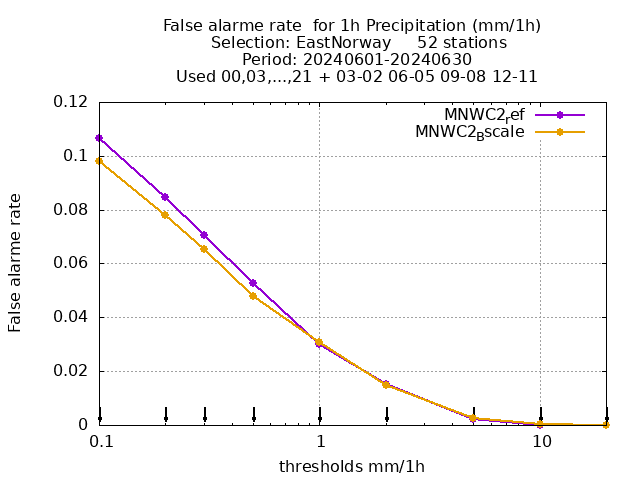 False alarme rate  for 1h Precipitation (mm/1h)
Selection: EastNorway     52 stations
Period: 20240601-20240630
Used 00,03,...,21 + 03-02 06-05 09-08 12-11
MNWC2ref
MNWC2Bscale
0.12
0.1
0.08
0.06
0.04
0.02
0
False alarme rate
0.1
1
10
thresholds mm/1h